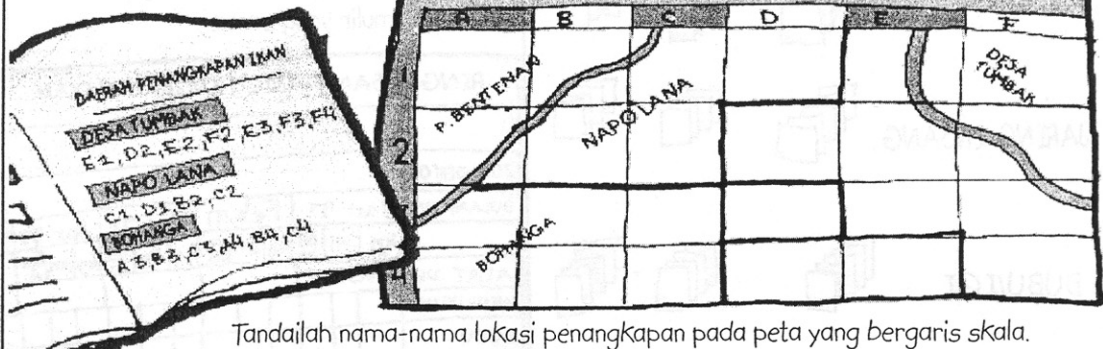 DAERAH PENANGKAPAN IKAN
DESA TUMBAK
E1, D2, E2, F2, E3, F3, F4
NAPO LANA
C1, D1, B2, C2
BOHANGA
A3, B3, C3, A4, B4, C4
A B C D E F
1
2
4
P. BENTENAN
NAPO LANA
DESA
TUMBAK
BOHANGA
Tandailah nama-nama lokasi penangkapan pada peta yang bergaris skala.